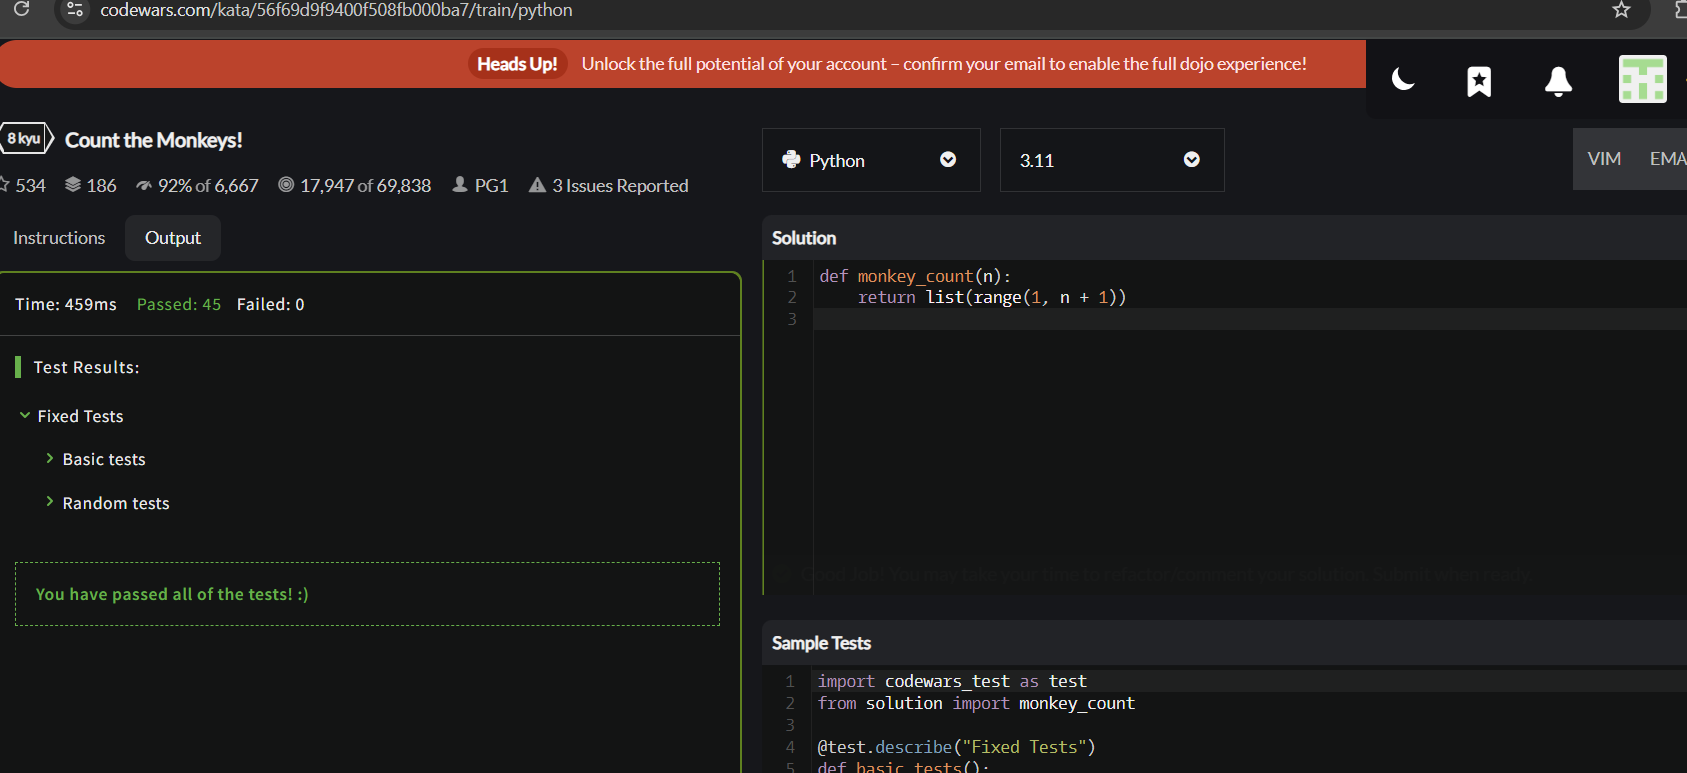 codewars.com/kata/56f69d9f9400f508fb000ba7/train/python
Heads Up! Unlock the full potential of your account – confirm your email to enable the full dojo experience!
8 kyu Count the Monkeys!
534 186 92% of 6,667 17,947 of 69,838 PG1 3 Issues Reported
Python 3.11 VIM EMA
Instructions Output
Time: 459ms Passed: 45 Failed: 0
Test Results:
Fixed Tests
Basic tests
Random tests
You have passed all of the tests! :)
Solution
1 def monkey_count(n):
2 return list(range(1, n + 1))
3
Good Job! You may take your time to refactor/comment your solution. Submit when ready.
Sample Tests
1 import codewars_test as test
2 from solution import monkey_count
3
4 @test.describe("Fixed Tests")
5 def basic_tests():